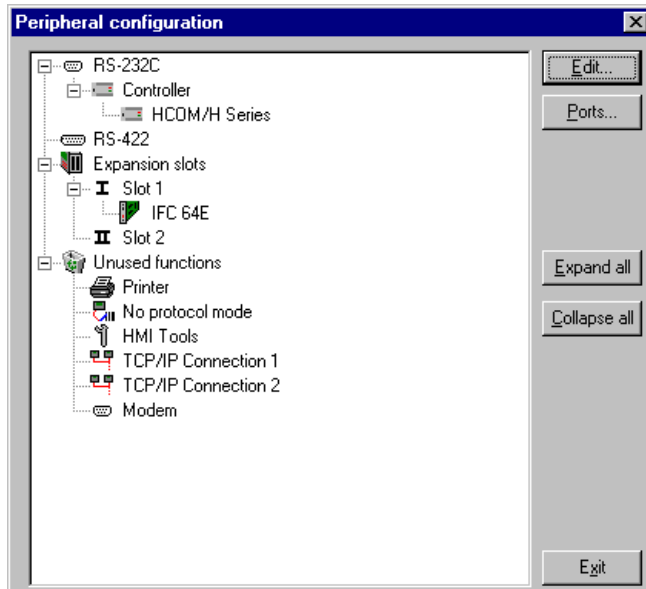 Peripheral configuration
RS-232C
Controller
HCOM/H Series
RS-422
Expansion slots
I Slot 1
IFC 64E
II Slot 2
Unused functions
Printer
No protocol mode
HMI Tools
TCP/IP Connection 1
TCP/IP Connection 2
Modem
Edit...
Ports...
Expand all
Collapse all
Exit